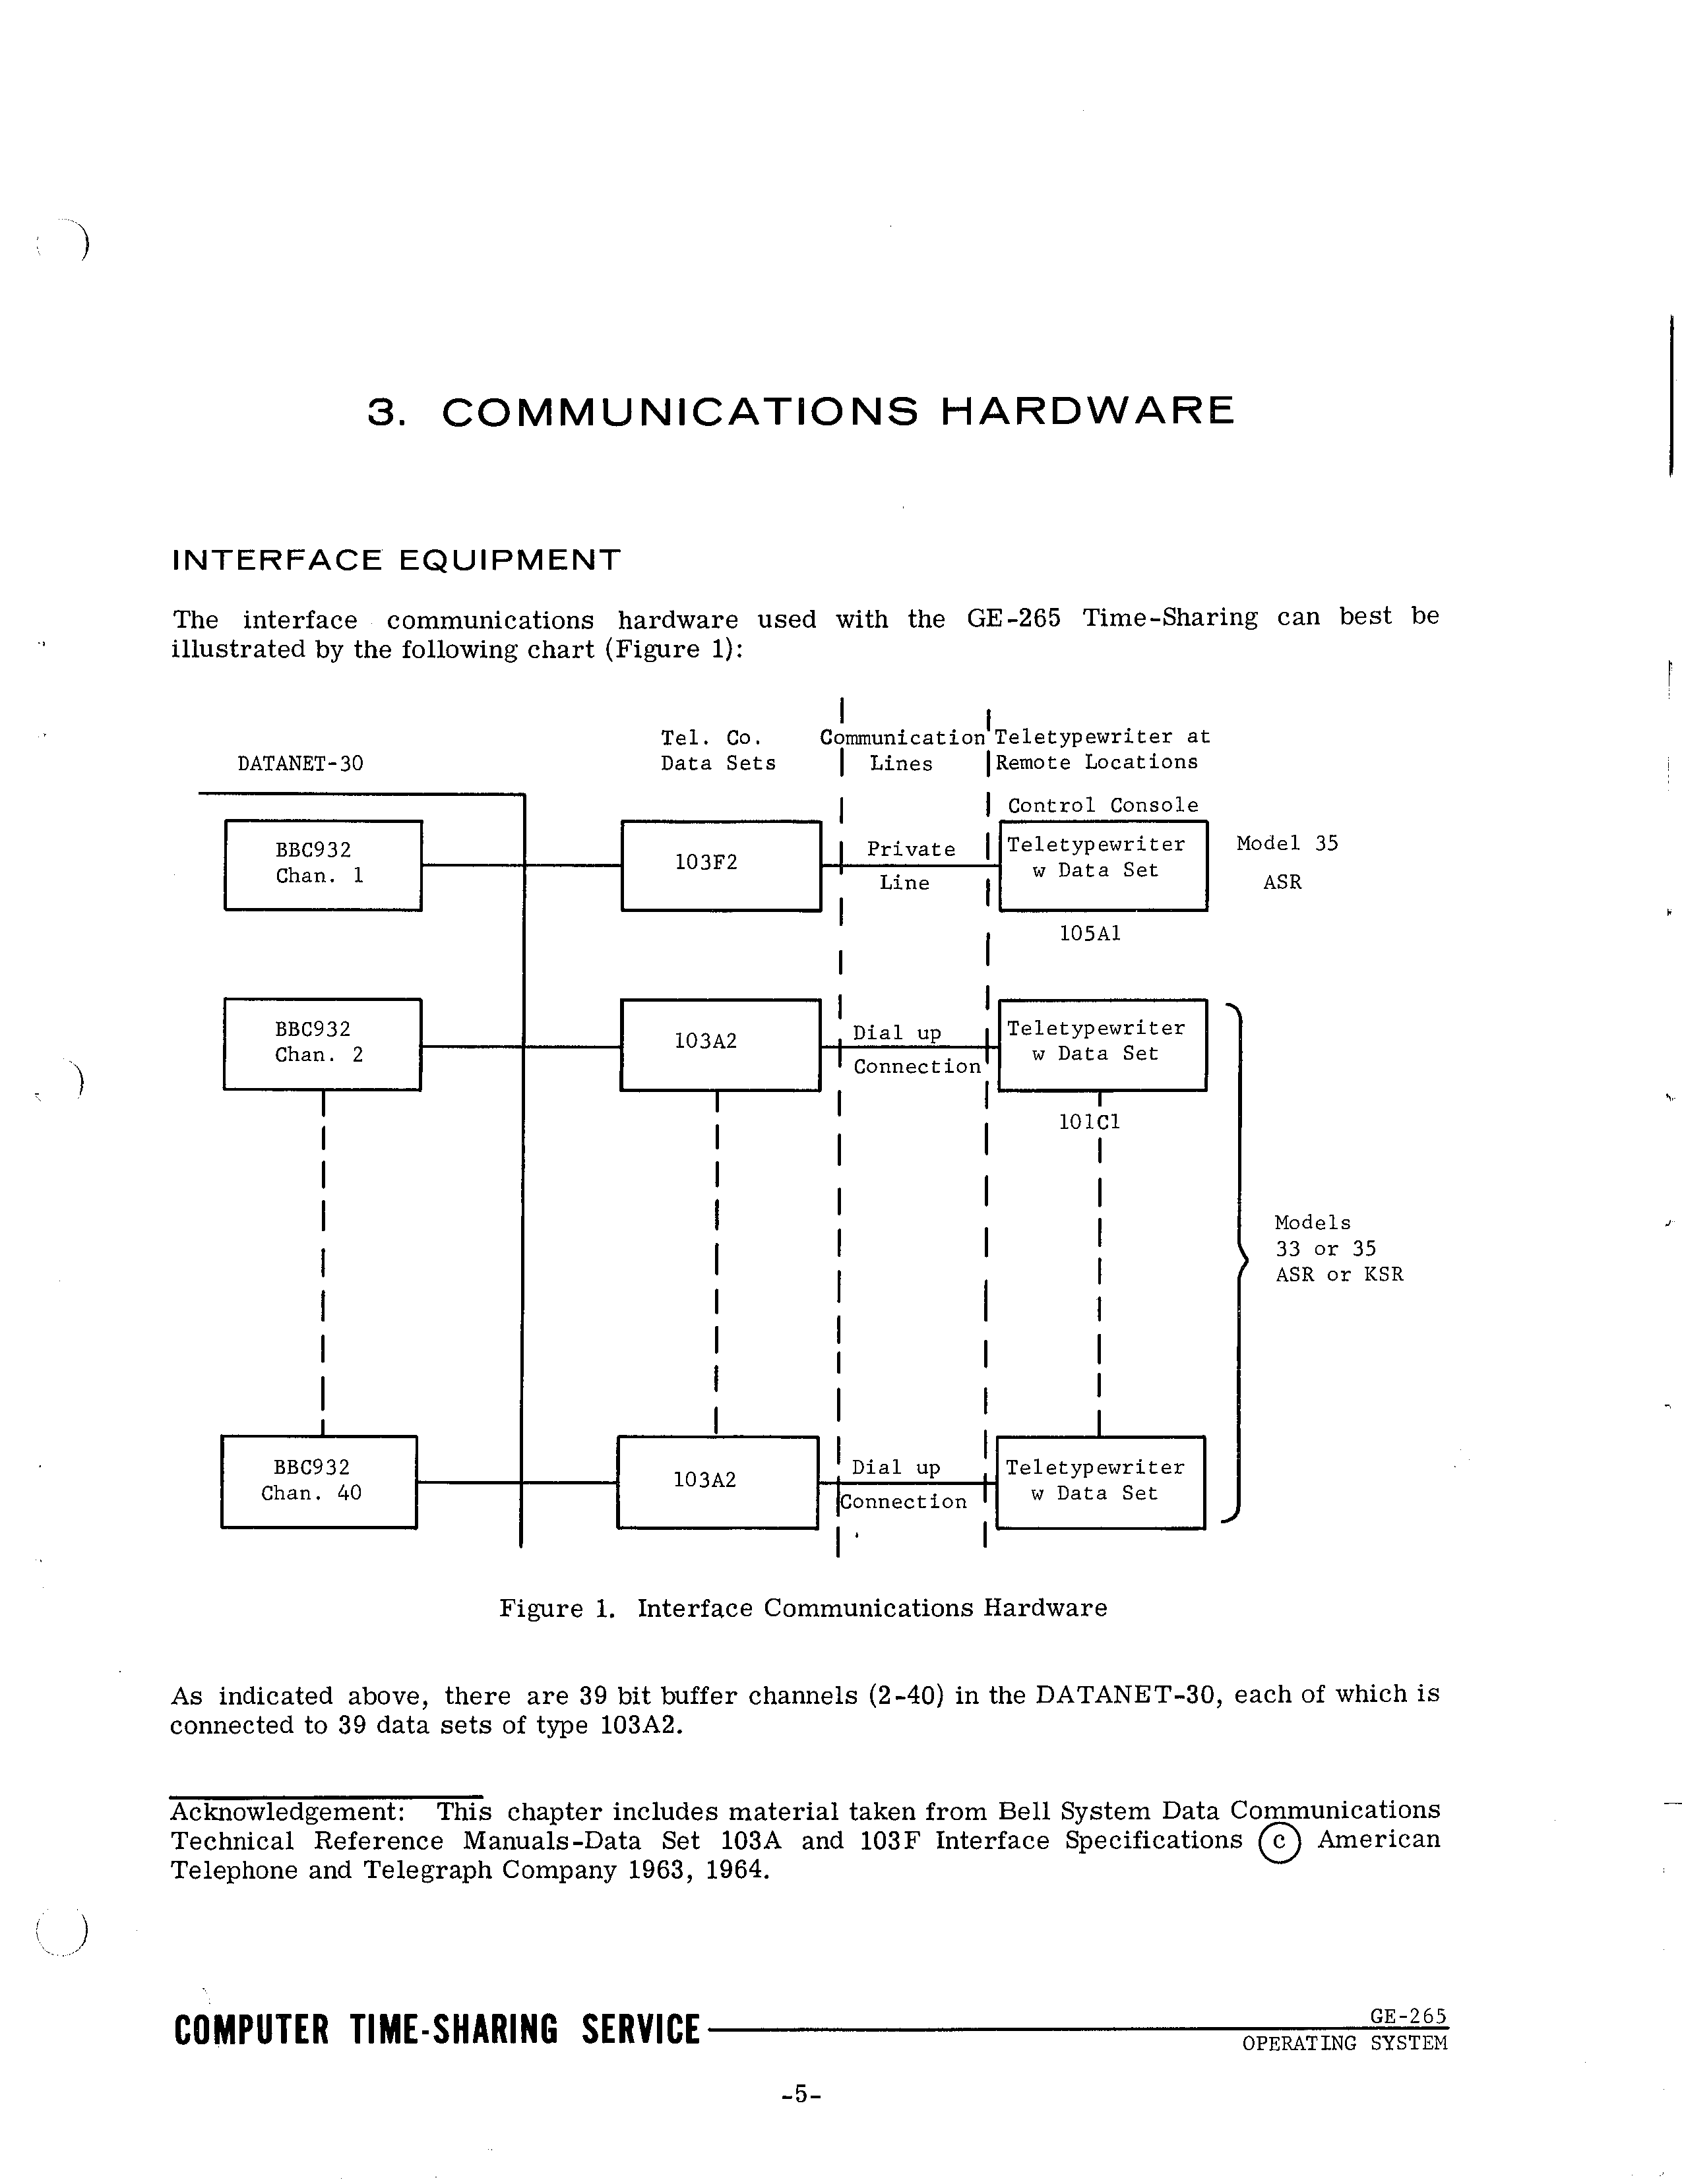 3. COMMUNICATIONS HARDWARE
INTERFACE EQUIPMENT
The interface communications hardware used with the GE-265 Time-Sharing can best be
illustrated by the following chart (Figure 1):
DATANET-30
Tel. Co.
Data Sets
Communication
Lines
Teletypewriter at
Remote Locations
Control Console
BBC932
Chan. 1
103F2
Private
Line
Teletypewriter
w Data Set
105A1
Model 35
ASR
BBC932
Chan. 2
103A2
Dial up
Connection
Teletypewriter
w Data Set
101C1
Models
33 or 35
ASR or KSR
BBC932
Chan. 40
103A2
Dial up
Connection
Teletypewriter
w Data Set
Figure 1. Interface Communications Hardware
As indicated above, there are 39 bit buffer channels (2-40) in the DATANET-30, each of which is
connected to 39 data sets of type 103A2.
Acknowledgement: This chapter includes material taken from Bell System Data Communications
Technical Reference Manuals-Data Set 103A and 103F Interface Specifications ⓒ American
Telephone and Telegraph Company 1963, 1964.
COMPUTER TIME-SHARING SERVICE
GE-265
OPERATING SYSTEM
-5-